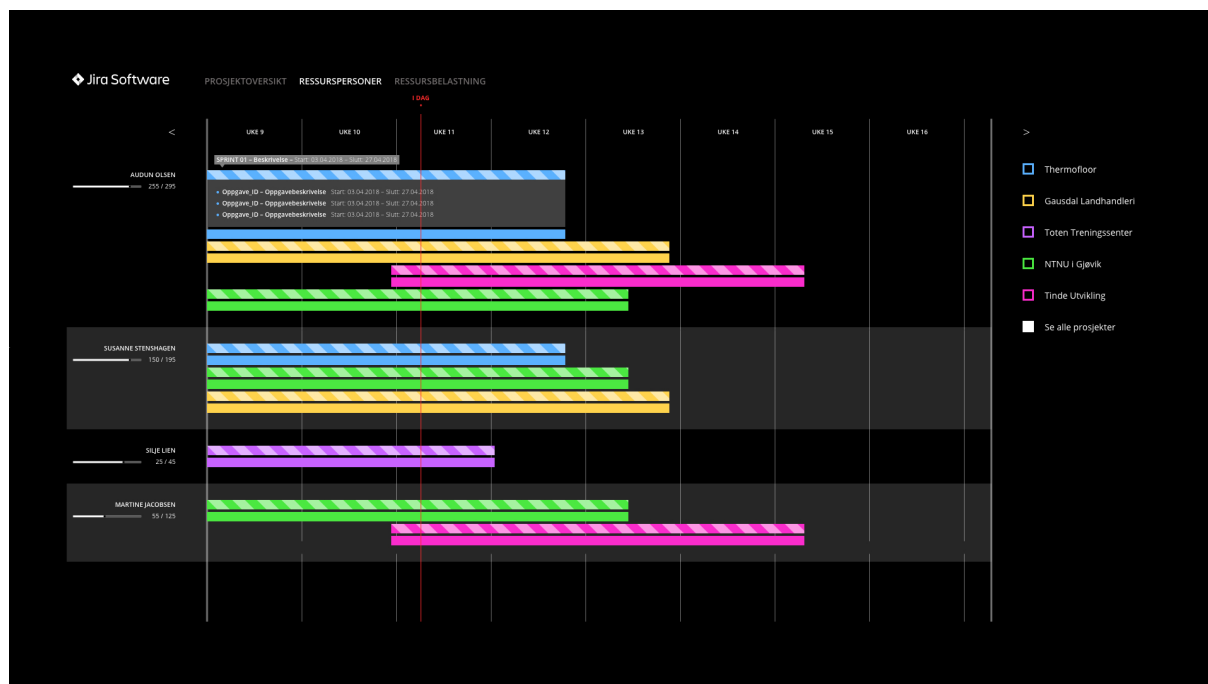 Jira Software
PROSJEKTOVERSIKT RESSURSPERSONER RESSURSBELASTNING
I DAG
< UKE 9 UKE 10 UKE 11 UKE 12 UKE 13 UKE 14 UKE 15 UKE 16 >
SPRINT 01 – Beskrivelse – Start: 03.04.2018 – Slutt: 27.04.2018
AUDUN OLSEN
255 / 295
• Oppgave_ID – Oppgavebeskrivelse Start: 03.04.2018 – Slutt: 27.04.2018
• Oppgave_ID – Oppgavebeskrivelse Start: 03.04.2018 – Slutt: 27.04.2018
• Oppgave_ID – Oppgavebeskrivelse Start: 03.04.2018 – Slutt: 27.04.2018
SUSANNE STENSHAGEN
150 / 195
SILJE LIEN
25 / 45
MARTINE JACOBSEN
55 / 125
Thermofloor
Gausdal Landhandleri
Toten Treningssenter
NTNU i Gjøvik
Tinde Utvikling
Se alle prosjekter